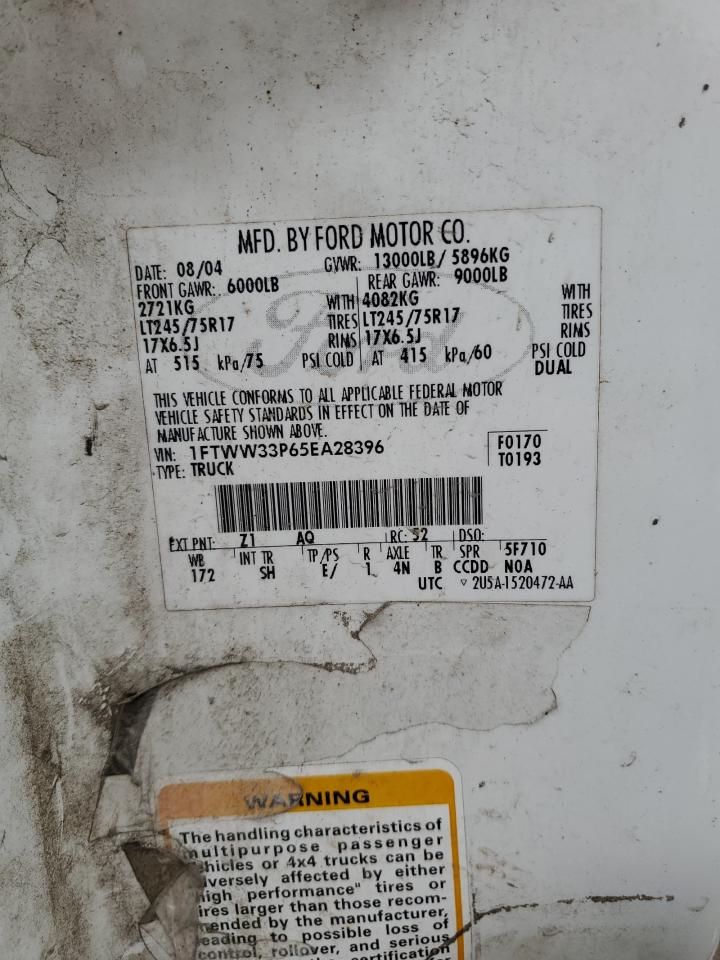 MFD. BY FORD MOTOR CO.
DATE: 08/04 GVWR: 13000LB/ 5896KG
FRONT GAWR: 6000LB REAR GAWR: 9000LB
2721KG WITH 4082KG WITH
LT245/75R17 TIRES LT245/75R17 TIRES
17X6.5J RIMS 17X6.5J RIMS
AT 515 kPa/75 PSI COLD AT 415 kPa/60 PSI COLD
DUAL
Ford
THIS VEHICLE CONFORMS TO ALL APPLICABLE FEDERAL MOTOR
VEHICLE SAFETY STANDARDS IN EFFECT ON THE DATE OF
MANUFACTURE SHOWN ABOVE.
VIN: 1FTWW33P65EA28396 F0170
TYPE: TRUCK T0193
EXT PNT: Z1 AQ RC: 52 DSO:
WB INT TR TP/PS R AXLE TR SPR 5F710
172 SH E/ 1 4N B CCDD N0A
UTC ▽ 2U5A-1520472-AA
WARNING
The handling characteristics of
multipurpose passenger
vehicles or 4x4 trucks can be
adversely affected by either
"high performance" tires or
tires larger than those recom-
mended by the manufacturer,
leading to possible loss of
control, rollover, and serious
certification